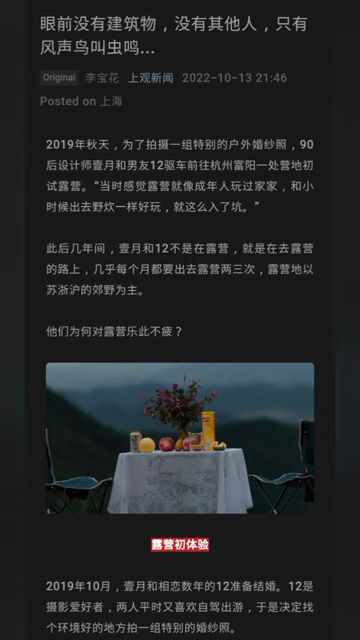 眼前没有建筑物，没有其他人，只有
风声鸟叫虫鸣...
Original 李宝花 上观新闻 2022-10-13 21:46
Posted on 上海
2019年秋天，为了拍摄一组特别的户外婚纱照，90
后设计师壹月和男友12驱车前往杭州富阳一处营地初
试露营。“当时感觉露营就像成年人玩过家家，和小
时候出去野炊一样好玩，就这么入了坑。”
此后几年间，壹月和12不是在露营，就是在去露营
的路上，几乎每个月都要出去露营两三次，露营地以
苏浙沪的郊野为主。
他们为何对露营乐此不疲？
露营初体验
2019年10月，壹月和相恋数年的12准备结婚。12是
摄影爱好者，两人平时又喜欢自驾出游，于是决定找
个环境好的地方拍一组特别的婚纱照。